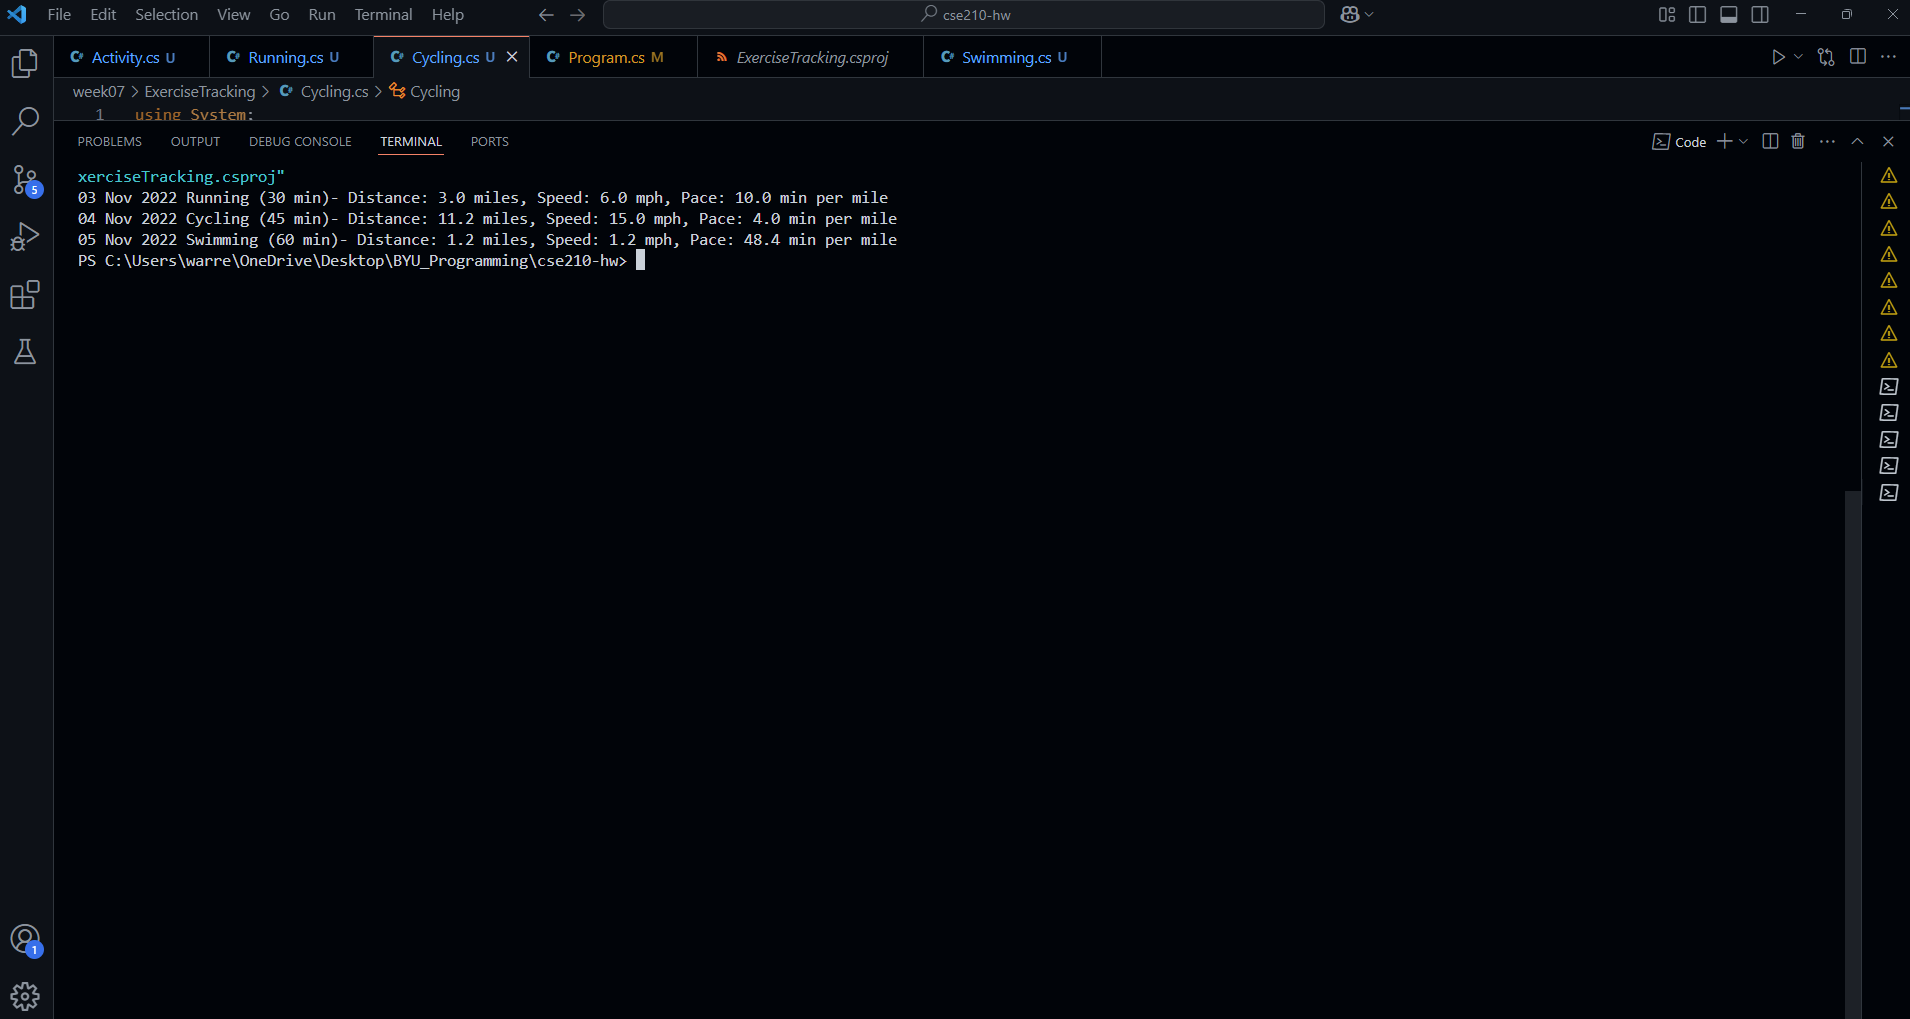 File Edit Selection View Go Run Terminal Help cse210-hw
Activity.cs U Running.cs U Cycling.cs U Program.cs M ExerciseTracking.csproj Swimming.cs U
week07 > ExerciseTracking > Cycling.cs > Cycling
1 using System;
PROBLEMS OUTPUT DEBUG CONSOLE TERMINAL PORTS Code
xerciseTracking.csproj"
03 Nov 2022 Running (30 min)- Distance: 3.0 miles, Speed: 6.0 mph, Pace: 10.0 min per mile
04 Nov 2022 Cycling (45 min)- Distance: 11.2 miles, Speed: 15.0 mph, Pace: 4.0 min per mile
05 Nov 2022 Swimming (60 min)- Distance: 1.2 miles, Speed: 1.2 mph, Pace: 48.4 min per mile
PS C:\Users\warre\OneDrive\Desktop\BYU_Programming\cse210-hw>
5
1